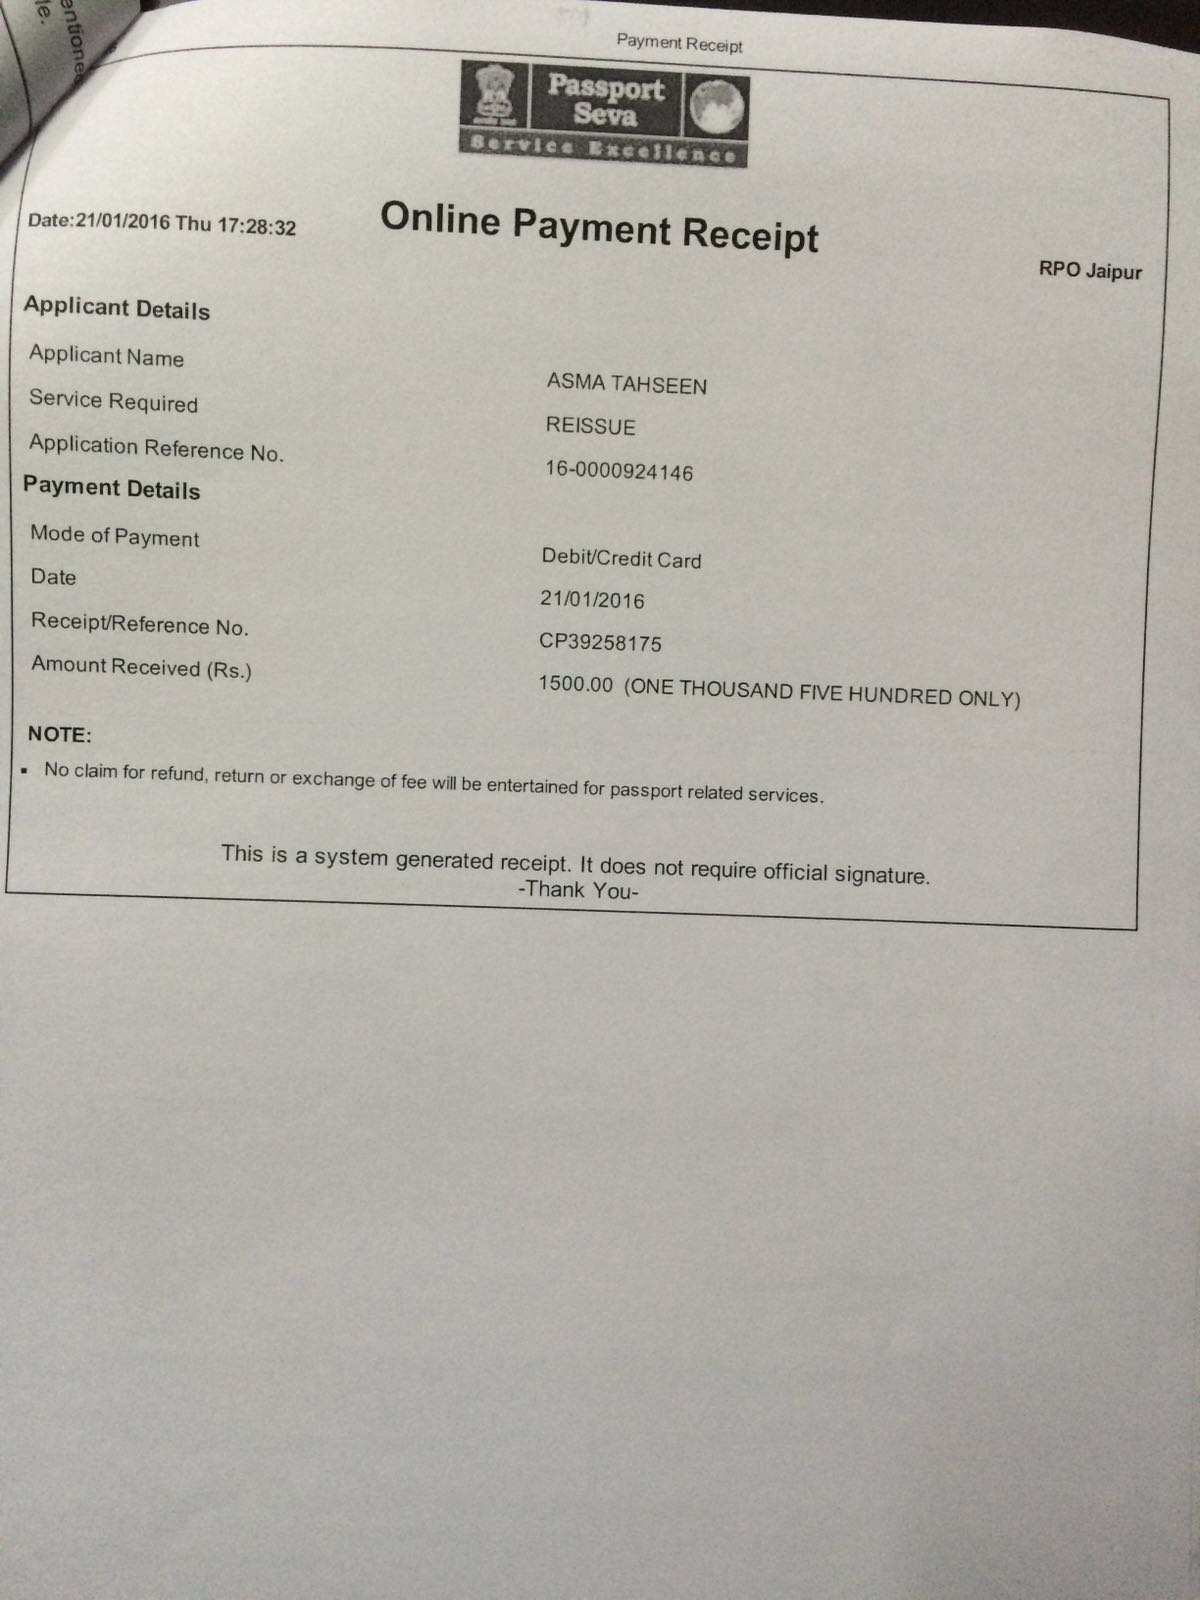 entione
le.
Payment Receipt
Passport
Seva
Service Excellence
Date:21/01/2016 Thu 17:28:32
Online Payment Receipt
RPO Jaipur
Applicant Details
Applicant Name ASMA TAHSEEN
Service Required REISSUE
Application Reference No. 16-0000924146
Payment Details
Mode of Payment Debit/Credit Card
Date 21/01/2016
Receipt/Reference No. CP39258175
Amount Received (Rs.) 1500.00 (ONE THOUSAND FIVE HUNDRED ONLY)
NOTE:
▪ No claim for refund, return or exchange of fee will be entertained for passport related services.
This is a system generated receipt. It does not require official signature.
-Thank You-